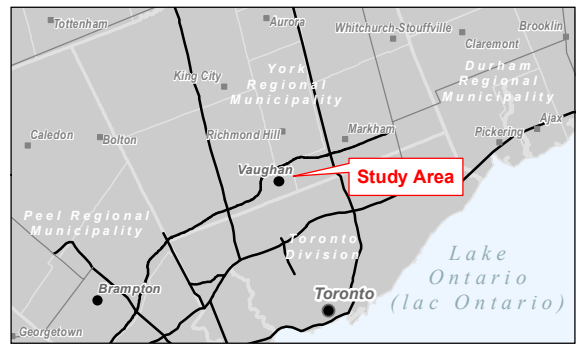 Tottenham
Aurora
Whitchurch-Stouffville
Brooklin
Claremont
King City
York
Regional
Municipality
Durham
Regional
Municipality
Caledon
Bolton
Richmond Hill
Markham
Pickering
Ajax
Vaughan
Study Area
Peel Regional
Municipality
Toronto
Division
Lake
Ontario
(lac Ontario)
Brampton
Toronto
Georgetown